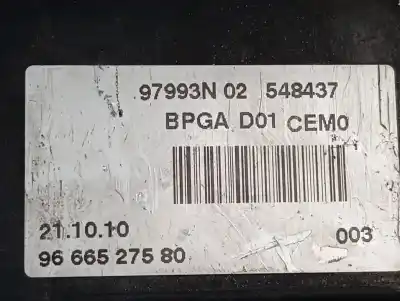 97993N 02 548437
BPGA D01 CEM0
21.10.10 003
96 665 275 80